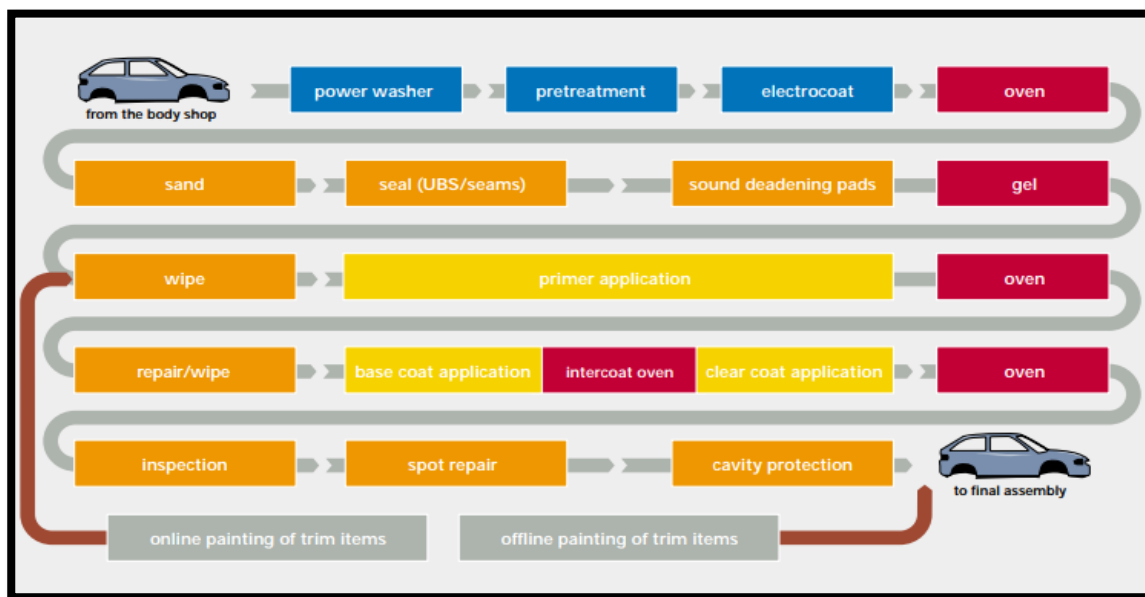 from the body shop
power washer
pretreatment
electrocoat
oven
sand
seal (UBS/seams)
sound deadening pads
gel
wipe
primer application
oven
repair/wipe
base coat application
intercoat oven
clear coat application
oven
inspection
spot repair
cavity protection
to final assembly
online painting of trim items
offline painting of trim items